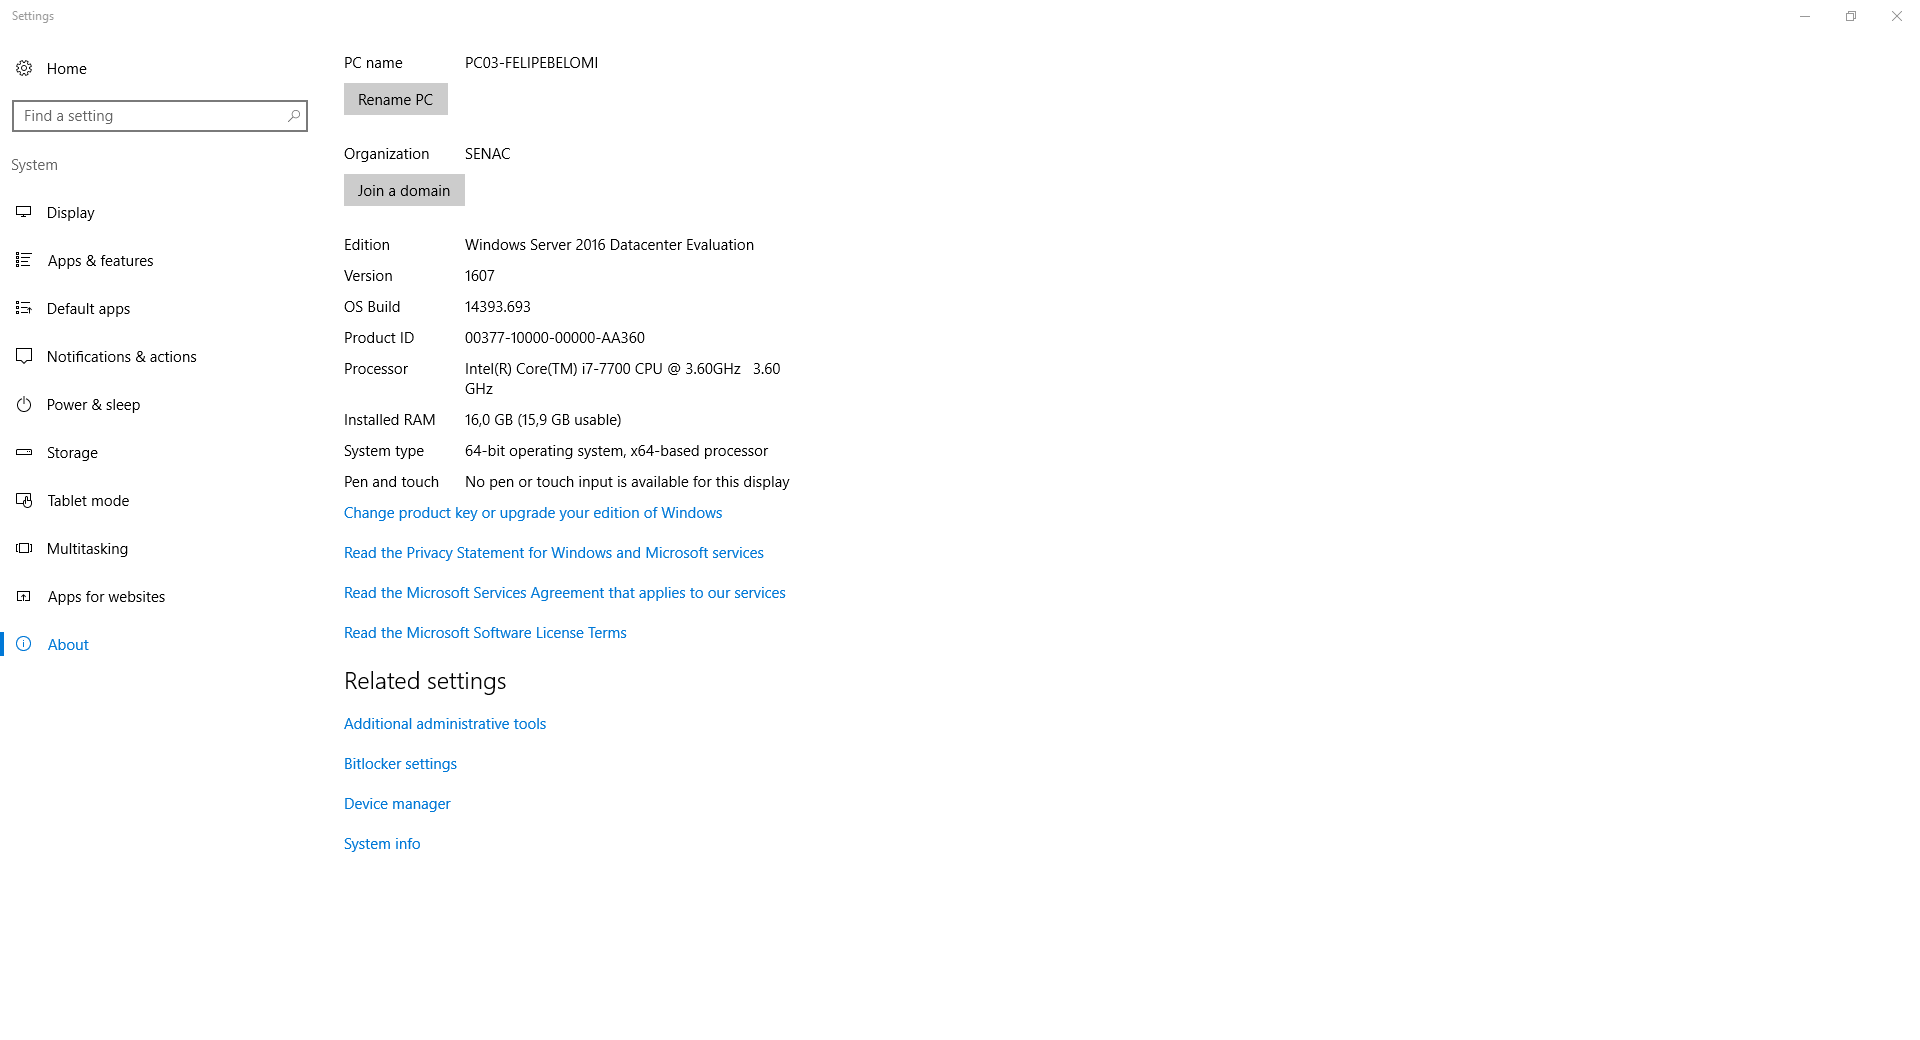 Settings
Home
Find a setting
System
Display
Apps & features
Default apps
Notifications & actions
Power & sleep
Storage
Tablet mode
Multitasking
Apps for websites
About
PC name PC03-FELIPEBELOMI
Rename PC
Organization SENAC
Join a domain
Edition Windows Server 2016 Datacenter Evaluation
Version 1607
OS Build 14393.693
Product ID 00377-10000-00000-AA360
Processor Intel(R) Core(TM) i7-7700 CPU @ 3.60GHz 3.60
GHz
Installed RAM 16,0 GB (15,9 GB usable)
System type 64-bit operating system, x64-based processor
Pen and touch No pen or touch input is available for this display
Change product key or upgrade your edition of Windows
Read the Privacy Statement for Windows and Microsoft services
Read the Microsoft Services Agreement that applies to our services
Read the Microsoft Software License Terms
Related settings
Additional administrative tools
Bitlocker settings
Device manager
System info